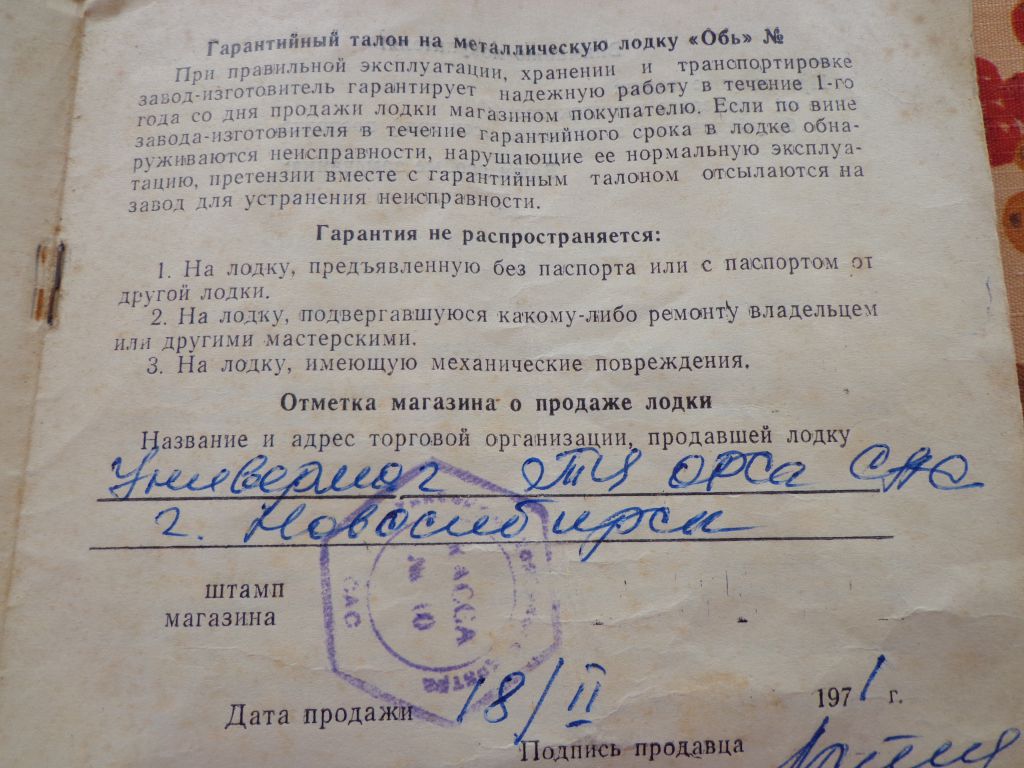 Гарантийный талон на металлическую лодку «Обь» №
При правильной эксплуатации, хранении и транспортировке
завод-изготовитель гарантирует надежную работу в течение 1-го
года со дня продажи лодки магазином покупателю. Если по вине
завода-изготовителя в течение гарантийного срока в лодке обна-
руживаются неисправности, нарушающие ее нормальную эксплуа-
тацию, претензии вместе с гарантийным талоном отсылаются на
завод для устранения неисправности.
Гарантия не распространяется:
1. На лодку, предъявленную без паспорта или с паспортом от
другой лодки.
2. На лодку, подвергавшуюся какому-либо ремонту владельцем
или другими мастерскими.
3. На лодку, имеющую механические повреждения.
Отметка магазина о продаже лодки
Название и адрес торговой организации, продавшей лодку
Универмаг ТЦ орса
г. Новосибирск
КАССА
№ 10
САС
штамп
магазина
Дата продажи 18/II 1971 г.
Подпись продавца